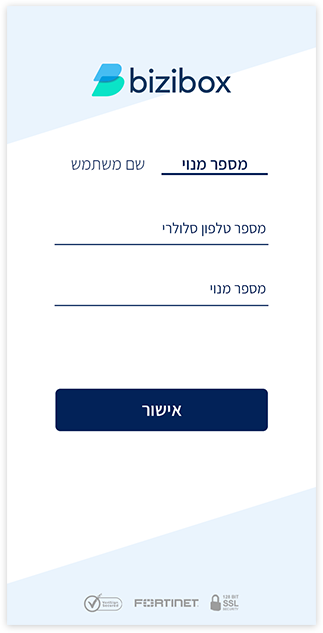 bizibox
מספר מנוי
שם משתמש
מספר טלפון סלולרי
מספר מנוי
אישור
FORTINET
128 BIT
SSL
SECURITY